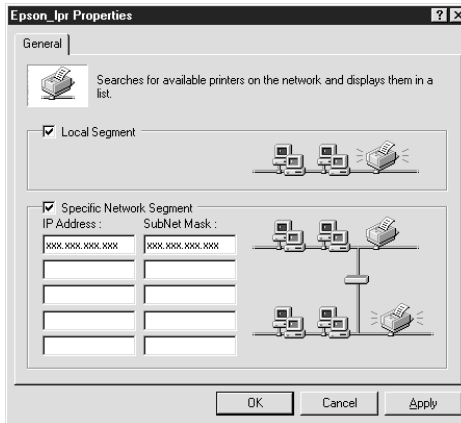 Epson_lpr Properties
General
Searches for available printers on the network and displays them in a
list.
Local Segment
Specific Network Segment
IP Address : SubNet Mask :
xxx.xxx.xxx.xxx xxx.xxx.xxx.xxx
OK Cancel Apply